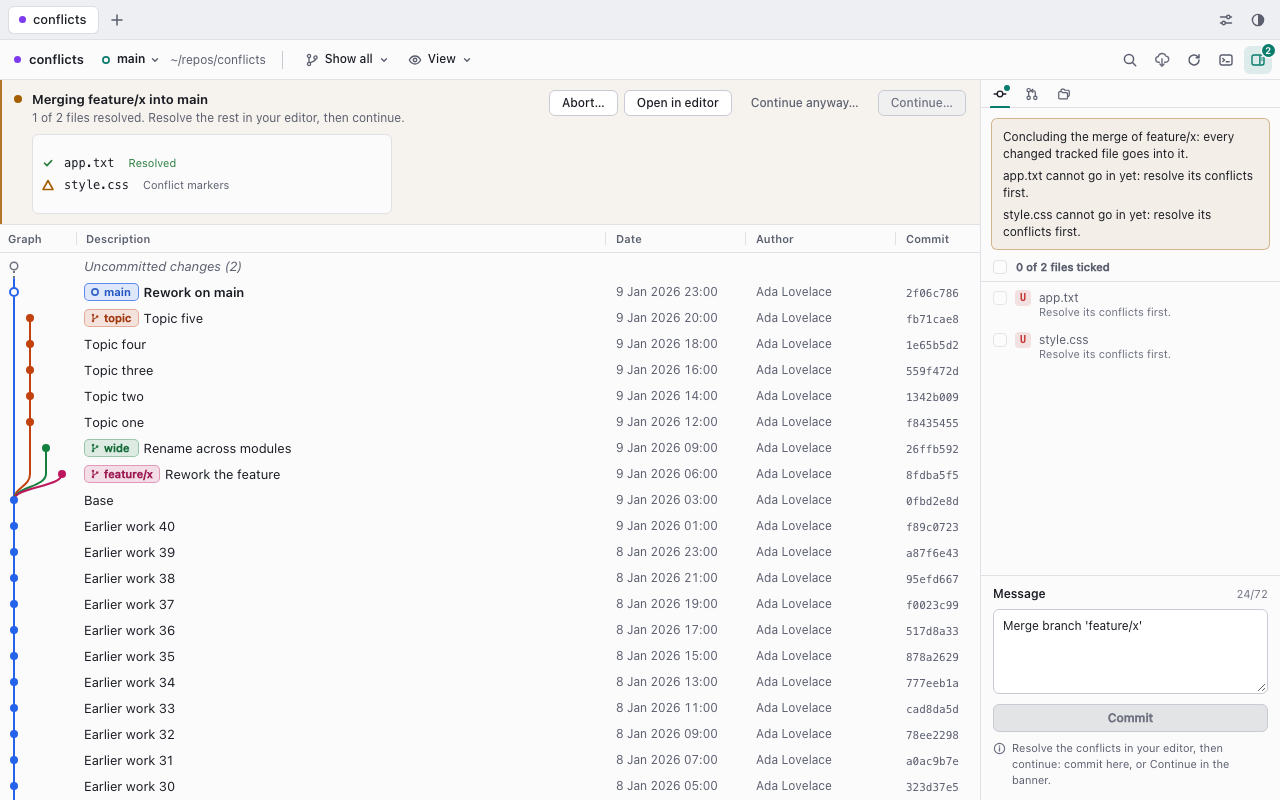 conflicts
conflicts main ~/repos/conflicts Show all View 2
Merging feature/x into main
1 of 2 files resolved. Resolve the rest in your editor, then continue.
Abort... Open in editor Continue anyway... Continue...
app.txt Resolved
style.css Conflict markers
Graph Description Date Author Commit
Uncommitted changes (2)
main Rework on main 9 Jan 2026 23:00 Ada Lovelace 2f06c786
topic Topic five 9 Jan 2026 20:00 Ada Lovelace fb71cae8
Topic four 9 Jan 2026 18:00 Ada Lovelace 1e65b5d2
Topic three 9 Jan 2026 16:00 Ada Lovelace 559f472d
Topic two 9 Jan 2026 14:00 Ada Lovelace 1342b009
Topic one 9 Jan 2026 12:00 Ada Lovelace f8435455
wide Rename across modules 9 Jan 2026 09:00 Ada Lovelace 26ffb592
feature/x Rework the feature 9 Jan 2026 06:00 Ada Lovelace 8fdba5f5
Base 9 Jan 2026 03:00 Ada Lovelace 0fbd2e8d
Earlier work 40 9 Jan 2026 01:00 Ada Lovelace f89c0723
Earlier work 39 8 Jan 2026 23:00 Ada Lovelace a87f6e43
Earlier work 38 8 Jan 2026 21:00 Ada Lovelace 95efd667
Earlier work 37 8 Jan 2026 19:00 Ada Lovelace f0023c99
Earlier work 36 8 Jan 2026 17:00 Ada Lovelace 517d8a33
Earlier work 35 8 Jan 2026 15:00 Ada Lovelace 878a2629
Earlier work 34 8 Jan 2026 13:00 Ada Lovelace 777eeb1a
Earlier work 33 8 Jan 2026 11:00 Ada Lovelace cad8da5d
Earlier work 32 8 Jan 2026 09:00 Ada Lovelace 78ee2298
Earlier work 31 8 Jan 2026 07:00 Ada Lovelace a0ac9b7e
Earlier work 30 8 Jan 2026 05:00 Ada Lovelace 323d37e5
Concluding the merge of feature/x: every
changed tracked file goes into it.
app.txt cannot go in yet: resolve its conflicts
first.
style.css cannot go in yet: resolve its
conflicts first.
0 of 2 files ticked
U app.txt
Resolve its conflicts first.
U style.css
Resolve its conflicts first.
Message 24/72
Merge branch 'feature/x'
Commit
Resolve the conflicts in your editor, then
continue: commit here, or Continue in the
banner.